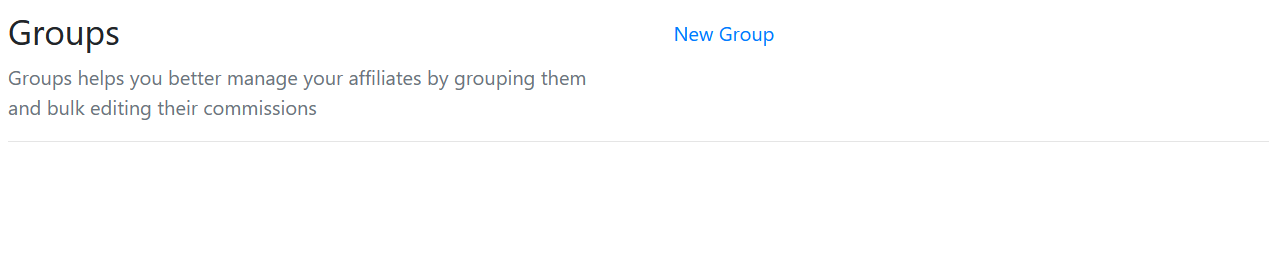 Groups
New Group
Groups helps you better manage your affiliates by grouping them
and bulk editing their commissions